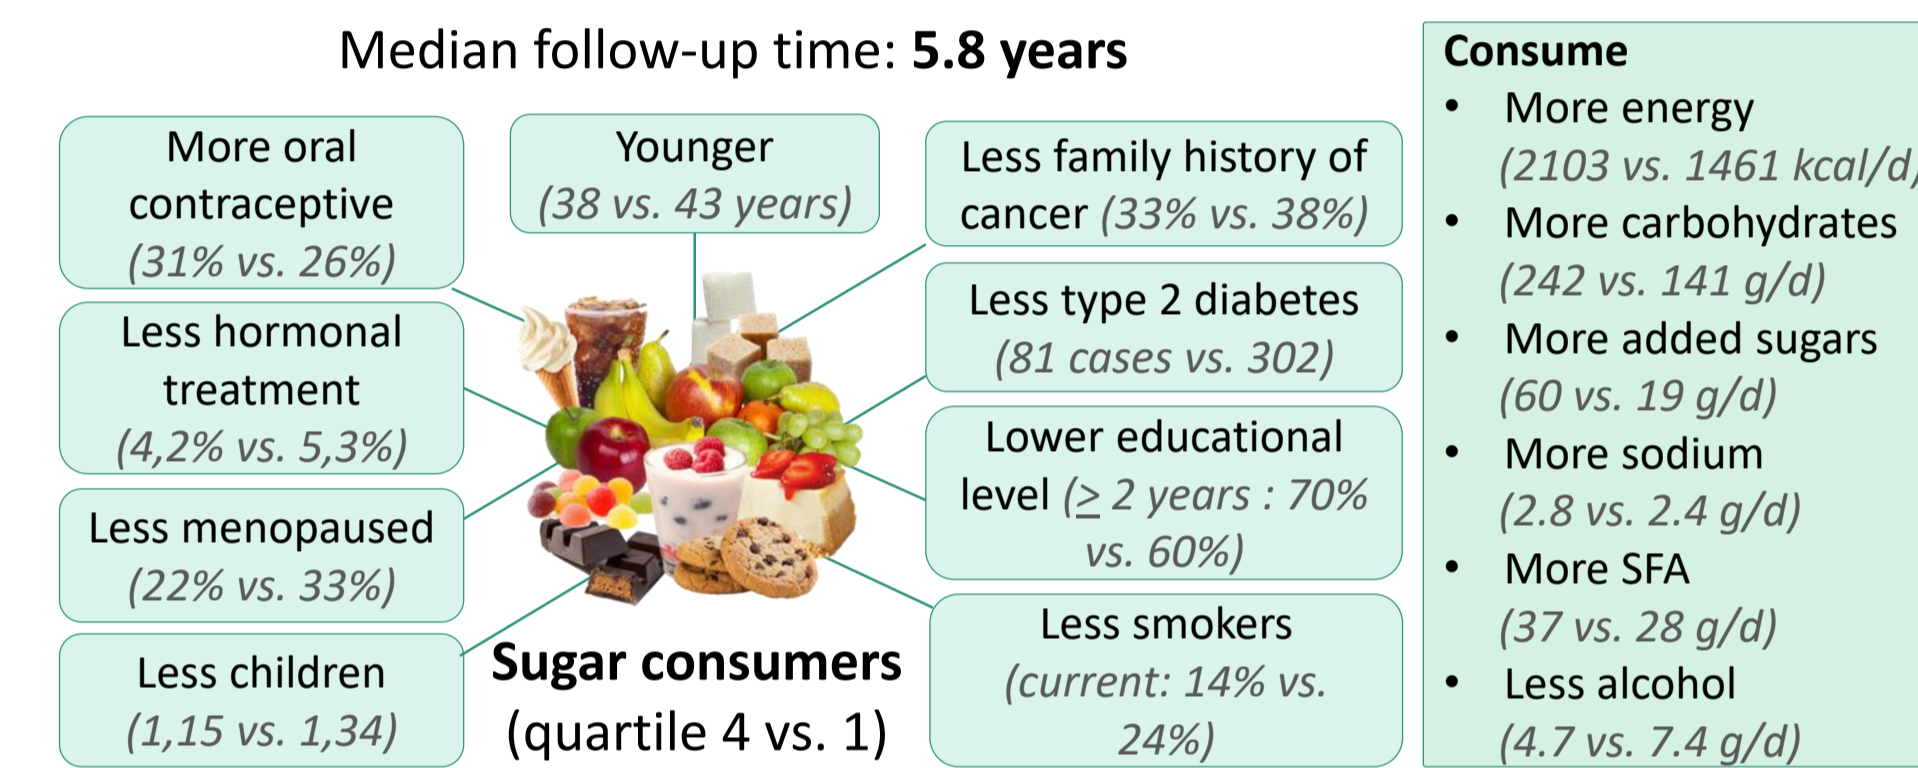 Median follow-up time: 5.8 years
More oral
contraceptive
(31% vs. 26%)
Less hormonal
treatment
(4,2% vs. 5,3%)
Less menopaused
(22% vs. 33%)
Less children
(1,15 vs. 1,34)
Younger
(38 vs. 43 years)
Sugar consumers
(quartile 4 vs. 1)
Less family history of
cancer (33% vs. 38%)
Less type 2 diabetes
(81 cases vs. 302)
Lower educational
level (≥ 2 years : 70%
vs. 60%)
Less smokers
(current: 14% vs.
24%)
Consume
• More energy
(2103 vs. 1461 kcal/d)
• More carbohydrates
(242 vs. 141 g/d)
• More added sugars
(60 vs. 19 g/d)
• More sodium
(2.8 vs. 2.4 g/d)
• More SFA
(37 vs. 28 g/d)
• Less alcohol
(4.7 vs. 7.4 g/d)